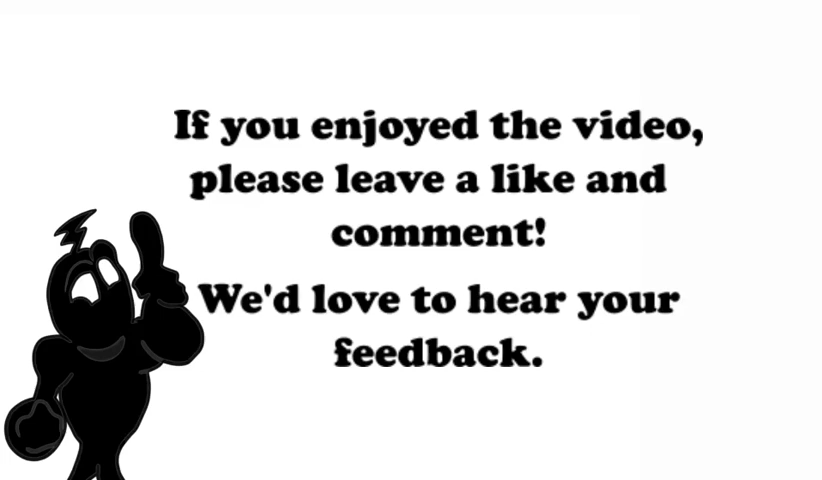 If you enjoyed the video,
please leave a like and
comment!
We'd love to hear your
feedback.